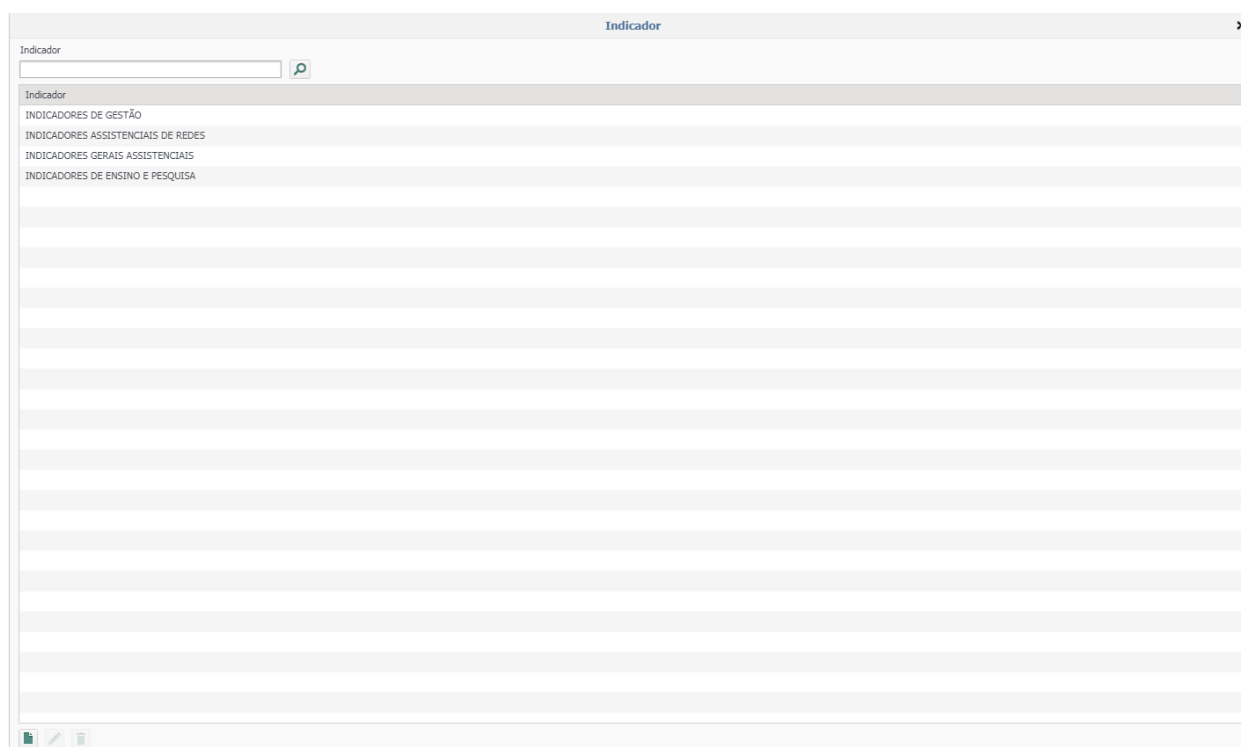 Indicador
Indicador
Indicador
INDICADORES DE GESTÃO
INDICADORES ASSISTENCIAIS DE REDES
INDICADORES GERAIS ASSISTENCIAIS
INDICADORES DE ENSINO E PESQUISA